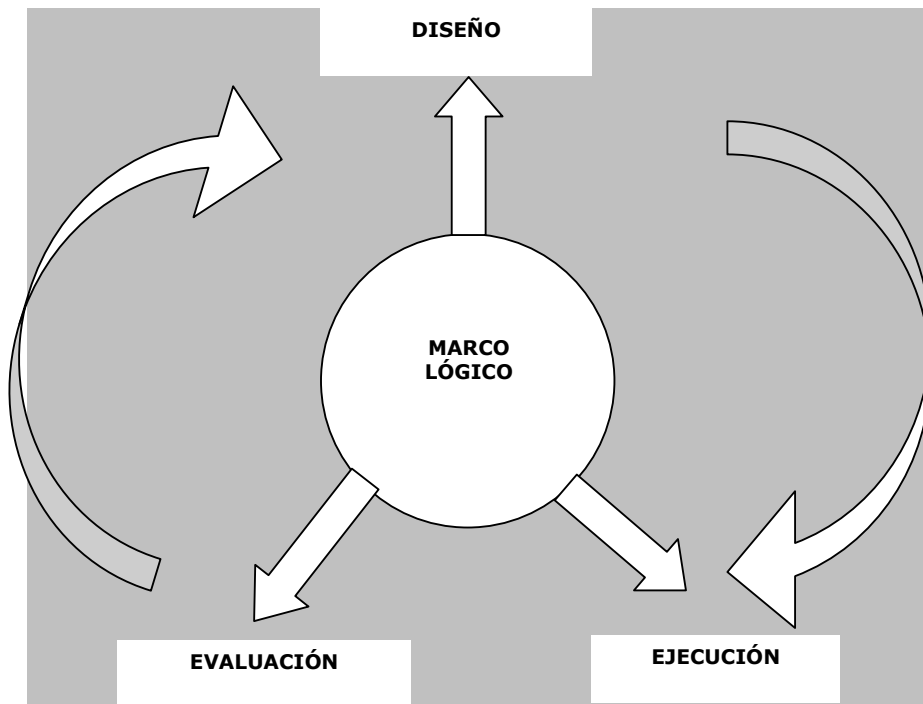 DISEÑO
MARCO
LÓGICO
EVALUACIÓN
EJECUCIÓN